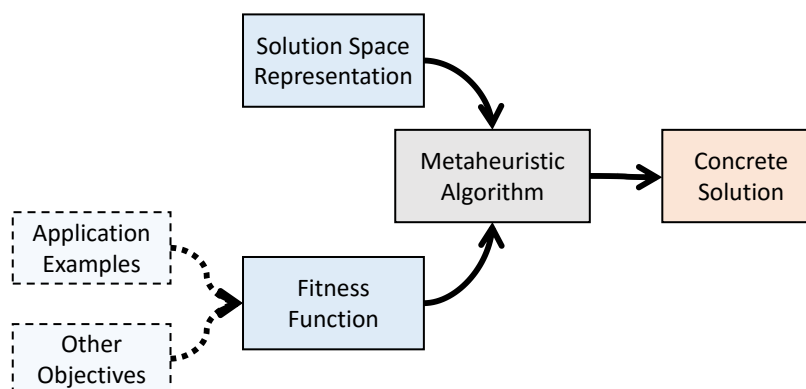 Solution Space
Representation
Metaheuristic
Algorithm
Concrete
Solution
Application
Examples
Fitness
Function
Other
Objectives